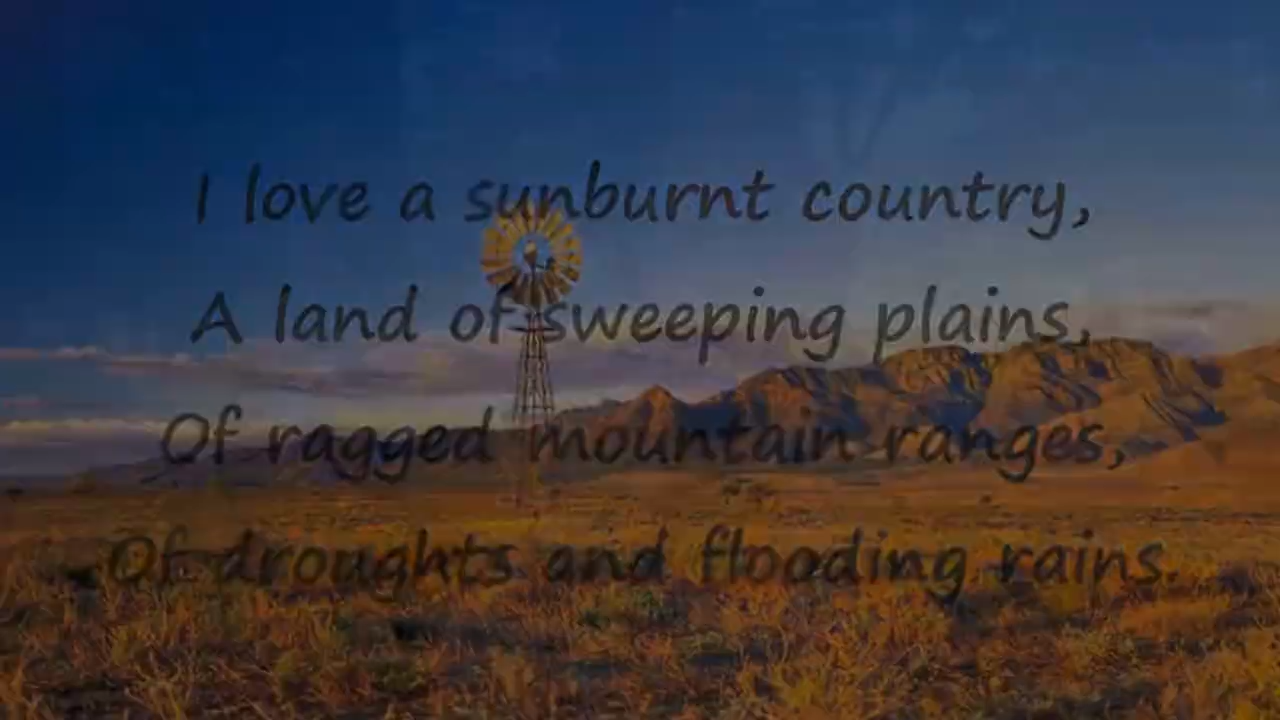 I love a sunburnt country,
A land of sweeping plains,
Of ragged mountain ranges,
Of droughts and flooding rains.